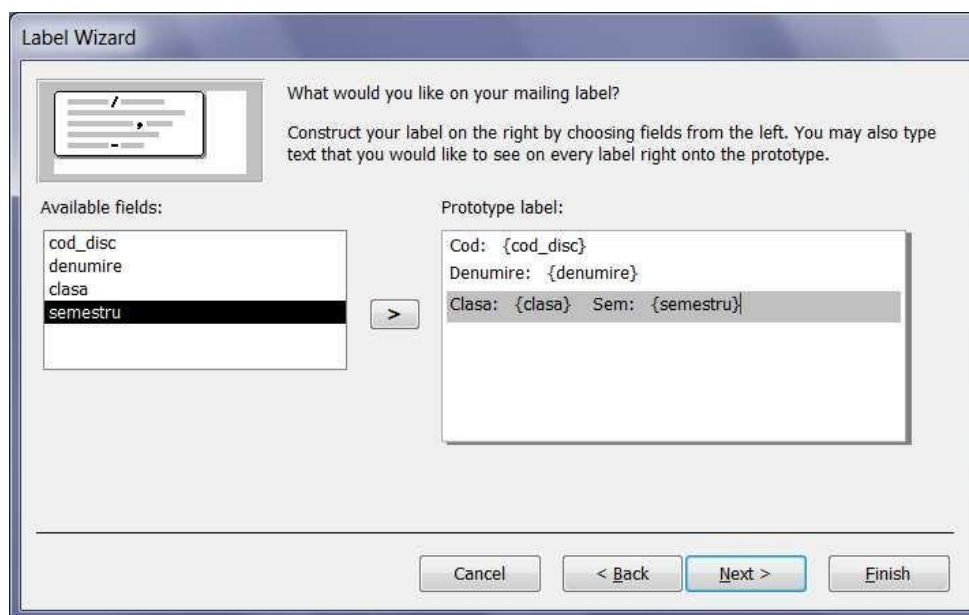 Label Wizard
What would you like on your mailing label?
Construct your label on the right by choosing fields from the left. You may also type
text that you would like to see on every label right onto the prototype.
Available fields:
cod_disc
denumire
clasa
semestru
>
Prototype label:
Cod: {cod_disc}
Denumire: {denumire}
Clasa: {clasa} Sem: {semestru}
Cancel
< Back
Next >
Finish